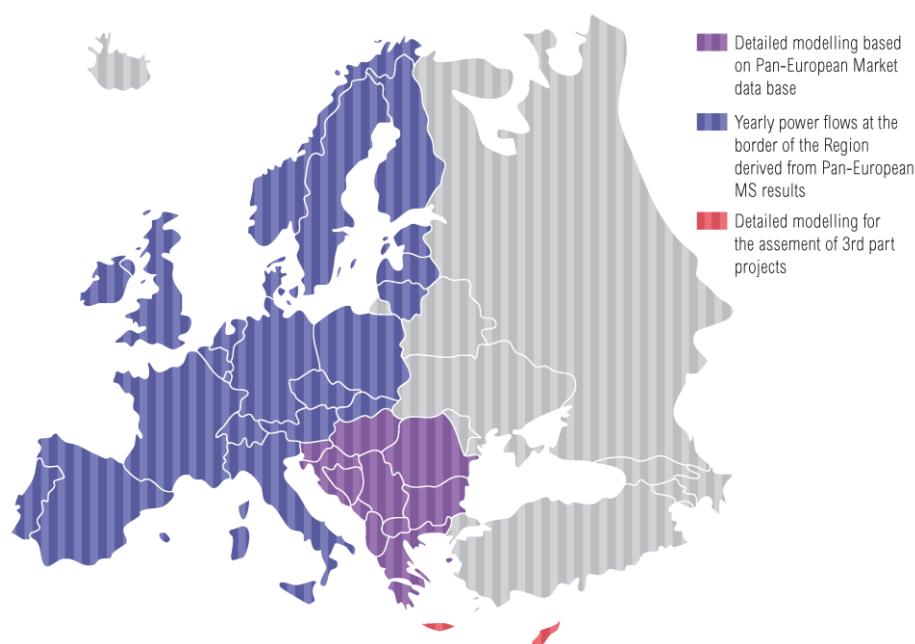 Detailed modelling based
on Pan-European Market
data base
Yearly power flows at the
border of the Region
derived from Pan-European
MS results
Detailed modelling for
the assement of 3rd part
projects